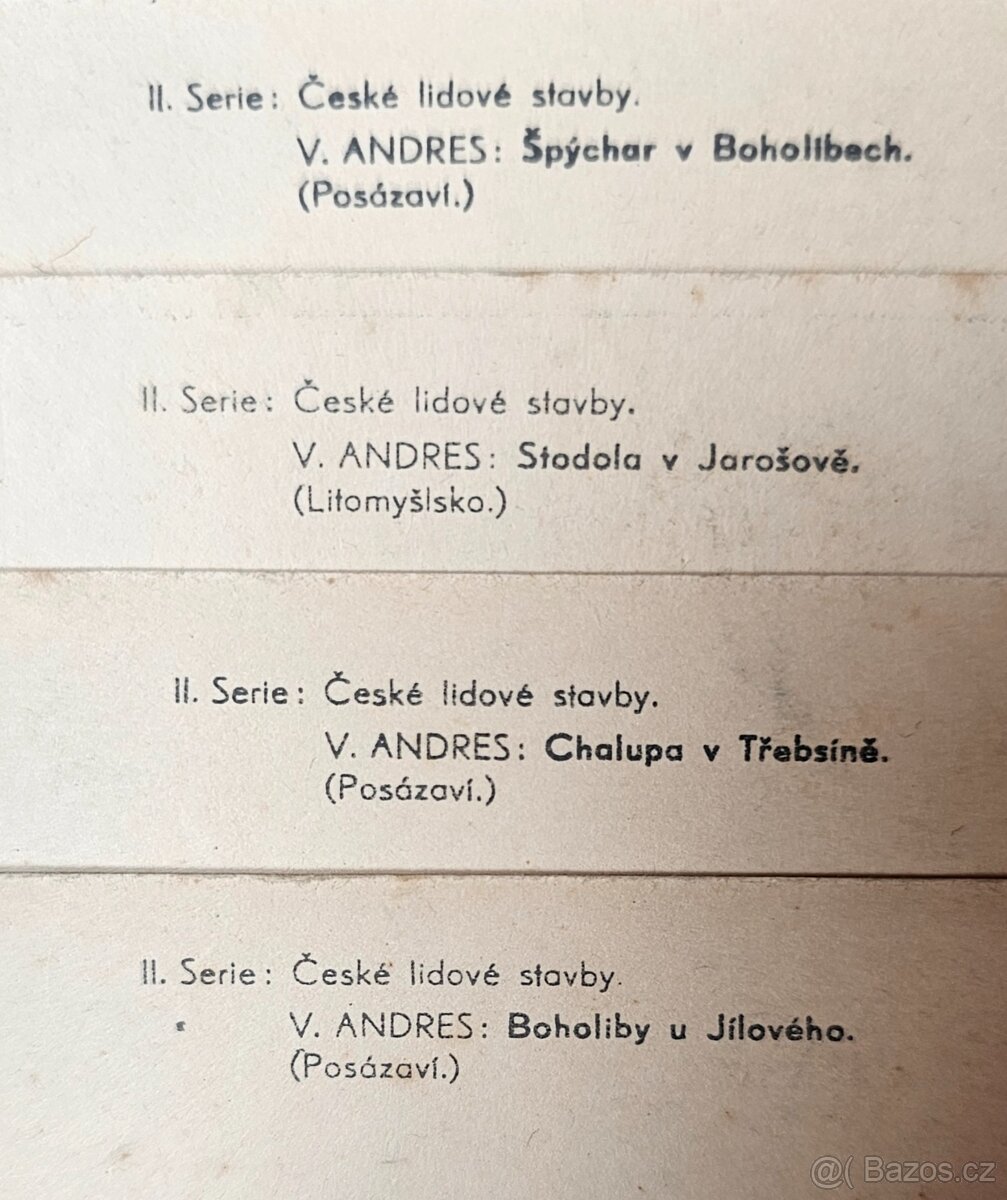 II. Serie: České lidové stavby.
V. ANDRES: Špýchar v Boholibech.
(Posázaví.)
II. Serie: České lidové stavby.
V. ANDRES: Stodola v Jarošově.
(Litomyšlsko.)
II. Serie: České lidové stavby.
V. ANDRES: Chalupa v Třebsíně.
(Posázaví.)
II. Serie: České lidové stavby.
V. ANDRES: Boholiby u Jílového.
(Posázaví.)
@( Bazos.cz